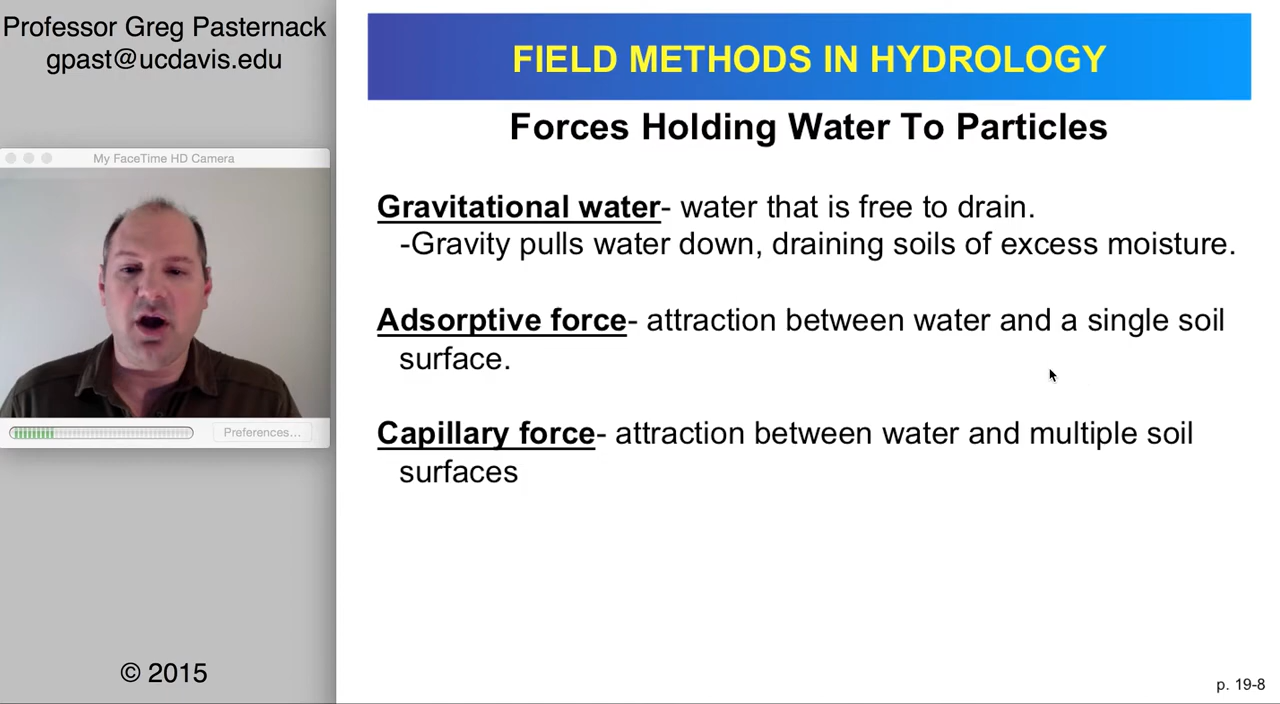 Professor Greg Pasternack
gpast@ucdavis.edu
My FaceTime HD Camera
Preferences...
© 2015
FIELD METHODS IN HYDROLOGY
Forces Holding Water To Particles
Gravitational water- water that is free to drain.
-Gravity pulls water down, draining soils of excess moisture.
Adsorptive force- attraction between water and a single soil
surface.
Capillary force- attraction between water and multiple soil
surfaces
p. 19-8